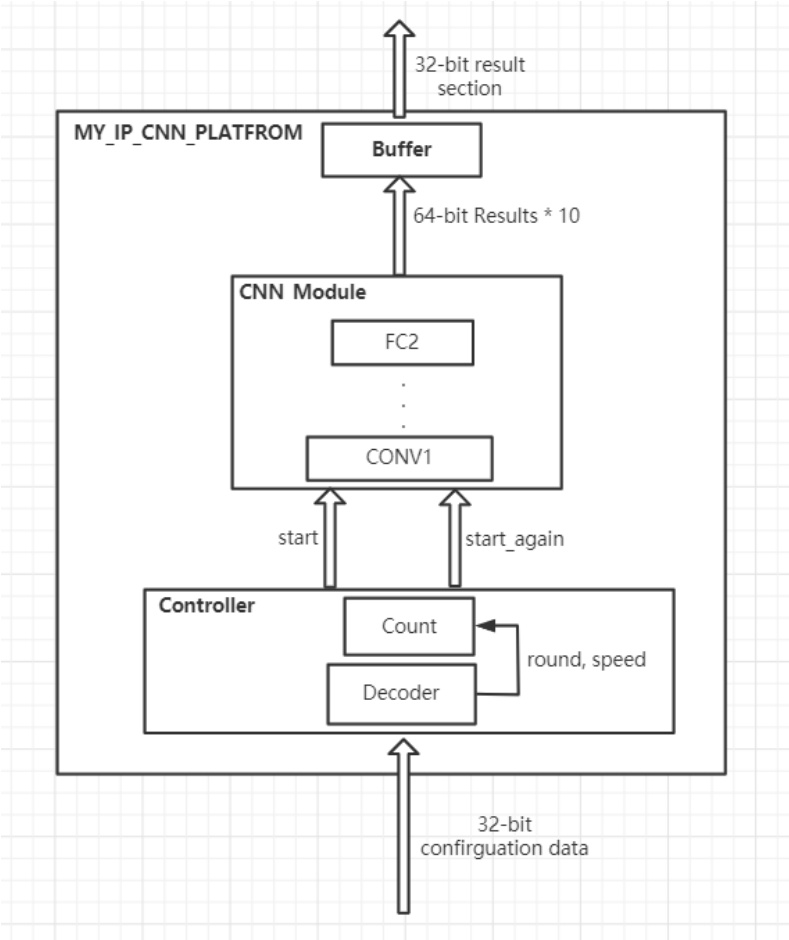 32-bit result
section
MY_IP_CNN_PLATFROM
Buffer
64-bit Results * 10
CNN Module
FC2
CONV1
start
start_again
Controller
Count
round, speed
Decoder
32-bit
confirguation data